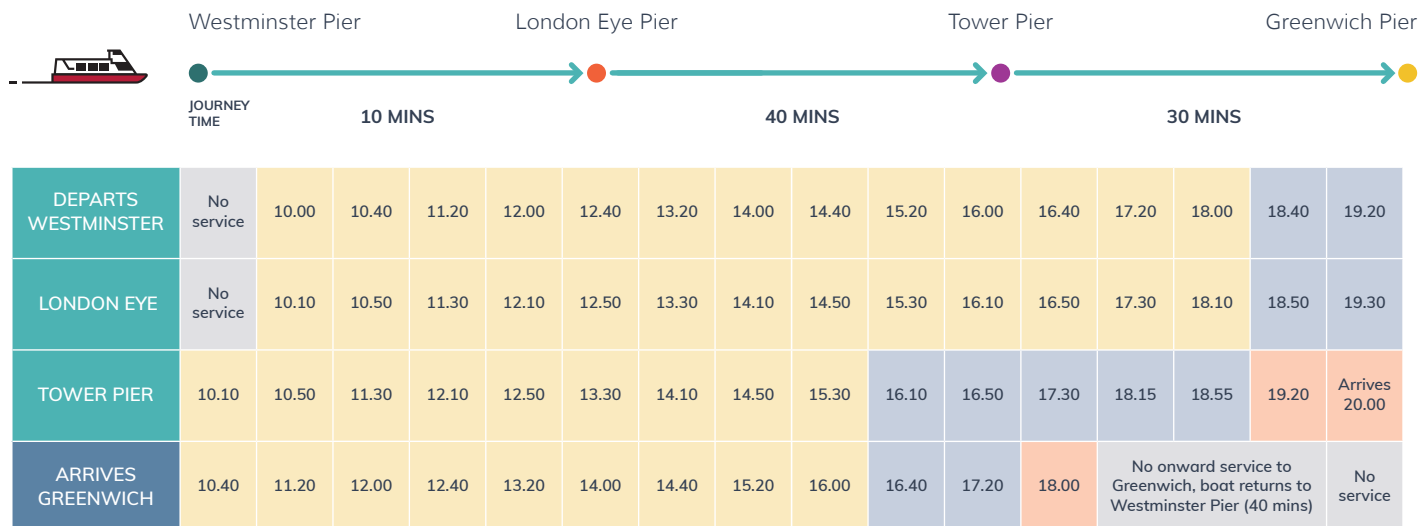 Westminster Pier London Eye Pier Tower Pier Greenwich Pier
JOURNEY
TIME
10 MINS 40 MINS 30 MINS
DEPARTS
WESTMINSTER
No
service
10.00 10.40 11.20 12.00 12.40 13.20 14.00 14.40 15.20 16.00 16.40 17.20 18.00 18.40 19.20
LONDON EYE
No
service
10.10 10.50 11.30 12.10 12.50 13.30 14.10 14.50 15.30 16.10 16.50 17.30 18.10 18.50 19.30
TOWER PIER
10.10 10.50 11.30 12.10 12.50 13.30 14.10 14.50 15.30 16.10 16.50 17.30 18.15 18.55 19.20
Arrives
20.00
ARRIVES
GREENWICH
10.40 11.20 12.00 12.40 13.20 14.00 14.40 15.20 16.00 16.40 17.20 18.00
No onward service to
Greenwich, boat returns to
Westminster Pier (40 mins)
No
service